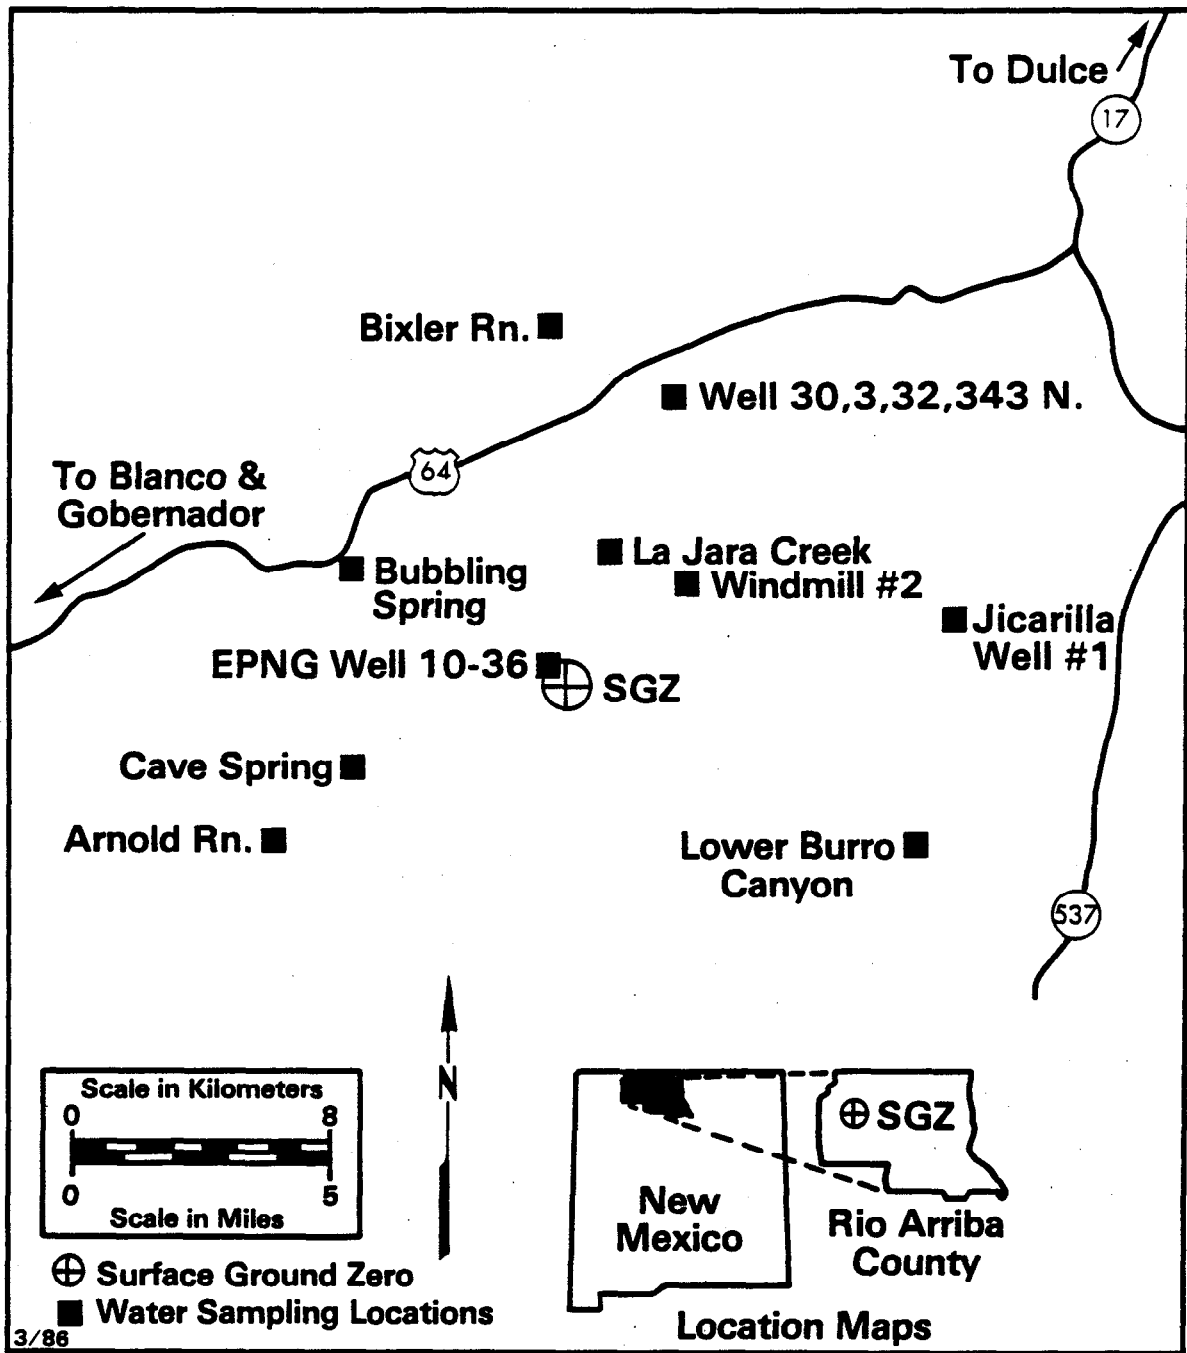 To Dulce
17
Bixler Rn.
Well 30,3,32,343 N.
64
To Blanco &
Gobernador
La Jara Creek
Bubbling
Spring
Windmill #2
Jicarilla
Well #1
EPNG Well 10-36
SGZ
Cave Spring
Arnold Rn.
Lower Burro
Canyon
537
N
Scale in Kilometers
0 8
0 5
Scale in Miles
SGZ
New
Mexico
Rio Arriba
County
Surface Ground Zero
Water Sampling Locations
Location Maps
3/86